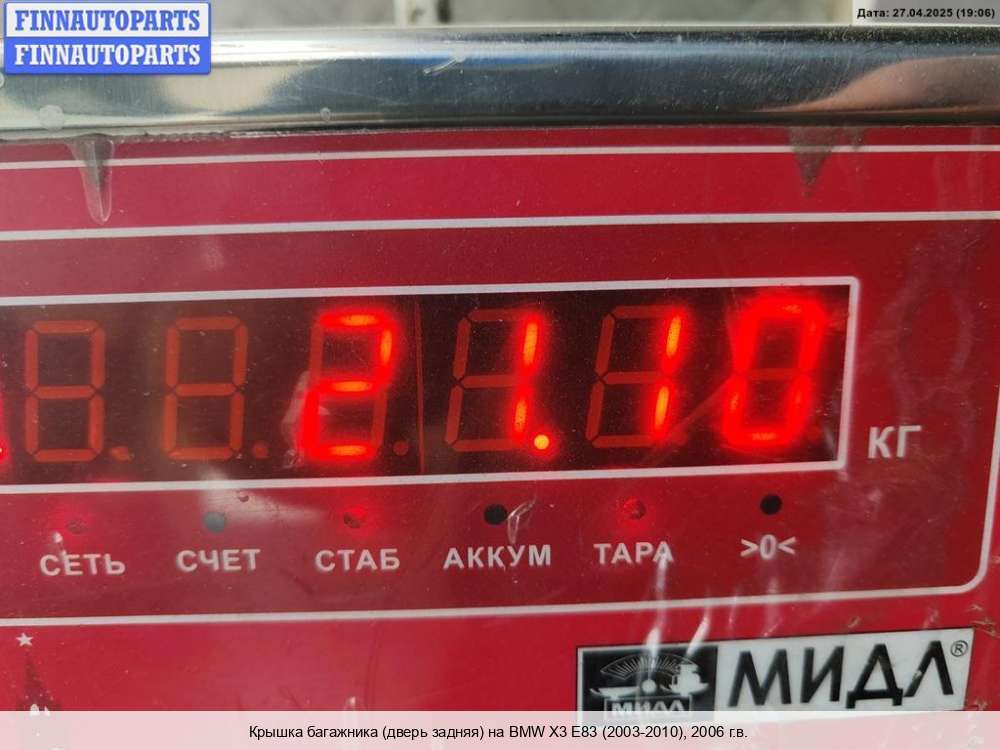 FINNAUTOPARTS
FINNAUTOPARTS
Дата: 27.04.2025 (19:06)
21.10
КГ
СЕТЬ СЧЕТ СТАБ АККУМ ТАРА >0<
МИДЛ®
МИДЛ
Крышка багажника (дверь задняя) на BMW X3 E83 (2003-2010), 2006 г.в.